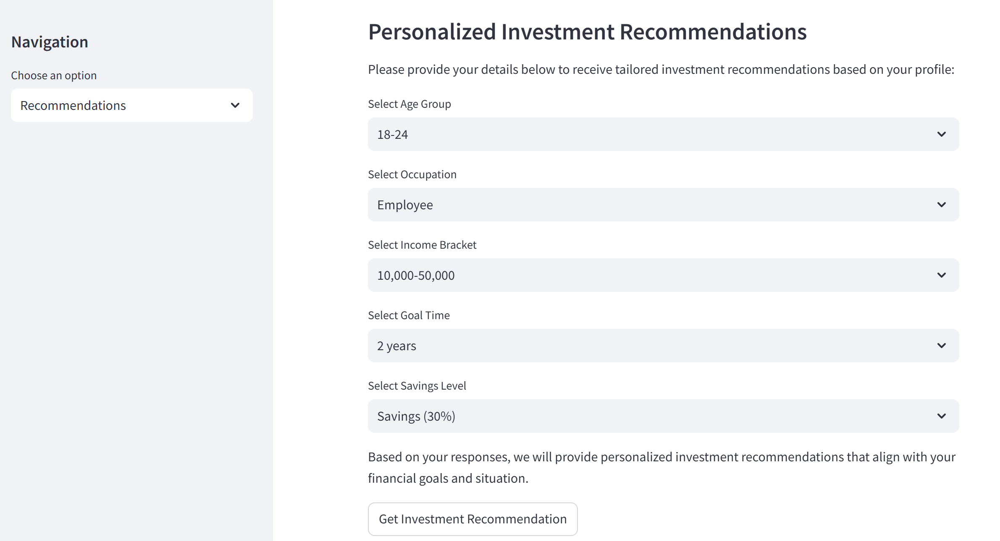 Navigation
Choose an option
Recommendations
Personalized Investment Recommendations
Please provide your details below to receive tailored investment recommendations based on your profile:
Select Age Group
18-24
Select Occupation
Employee
Select Income Bracket
10,000-50,000
Select Goal Time
2 years
Select Savings Level
Savings (30%)
Based on your responses, we will provide personalized investment recommendations that align with your
financial goals and situation.
Get Investment Recommendation